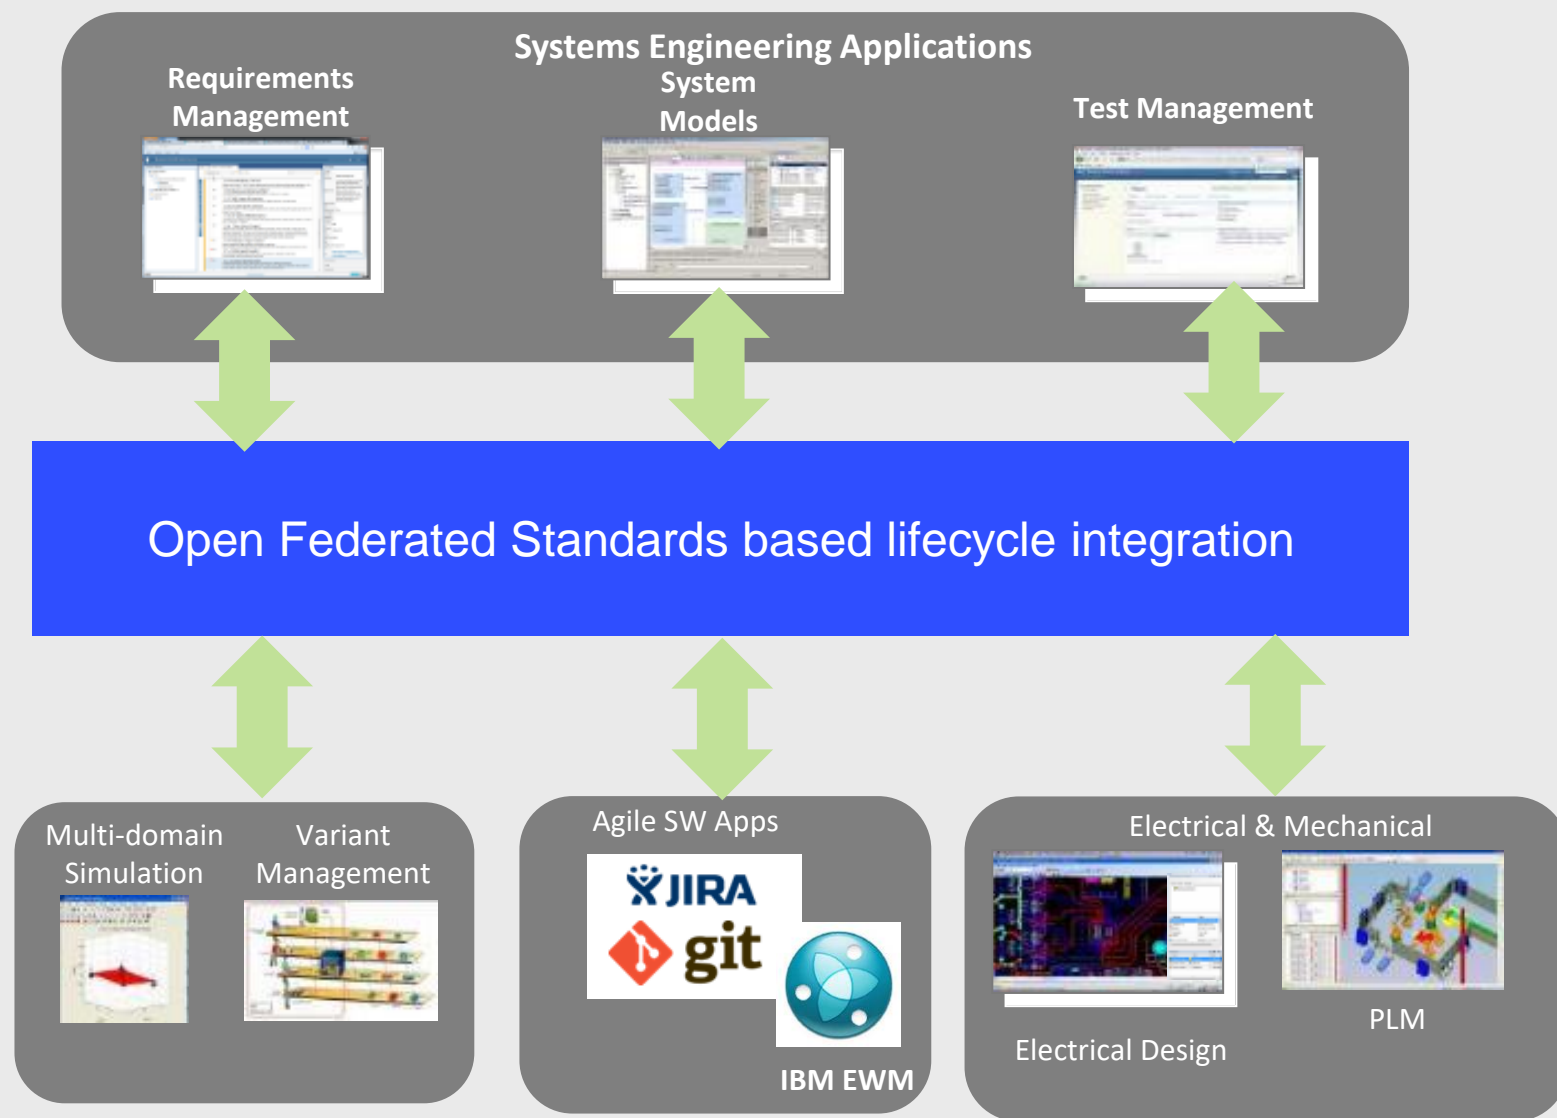 Systems Engineering Applications
Requirements
Management
System
Models
Test Management
Open Federated Standards based lifecycle integration
Multi-domain
Simulation
Variant
Management
Agile SW Apps
JIRA
git
IBM EWM
Electrical & Mechanical
Electrical Design
PLM